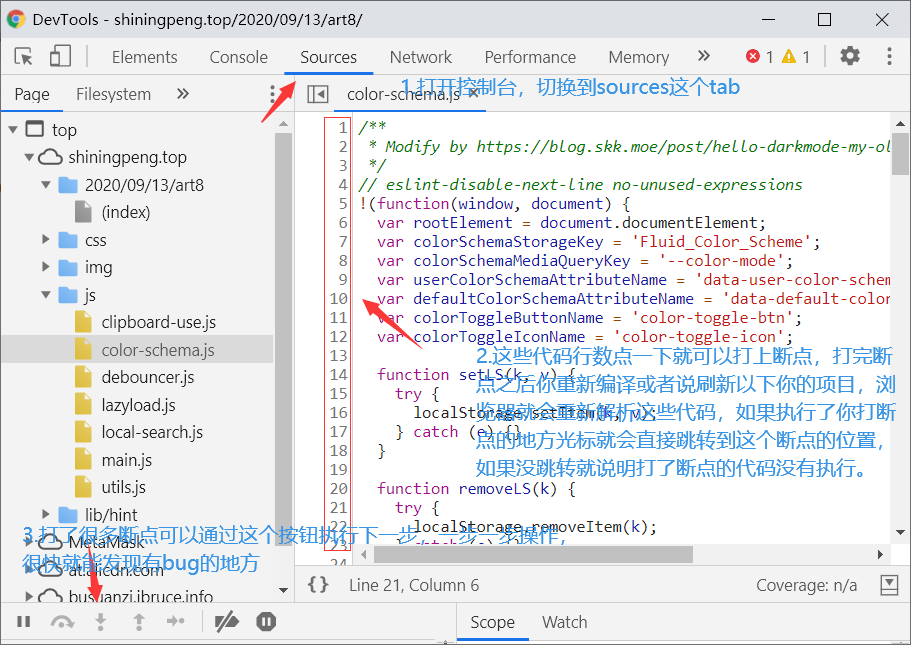 DevTools - shiningpeng.top/2020/09/13/art8/
Elements Console Sources Network Performance Memory » 1 1
Page Filesystem »
color-schema.js ×
1.打开控制台，切换到sources这个tab
top
shiningpeng.top
2020/09/13/art8
(index)
css
img
js
clipboard-use.js
color-schema.js
debouncer.js
lazyload.js
local-search.js
main.js
utils.js
lib/hint
MetaMask
at.alicdn.com
busuanzi.ibruce.info
1 /**
2 * Modify by https://blog.skk.moe/post/hello-darkmode-my-ol
3 */
4 // eslint-disable-next-line no-unused-expressions
5 !(function(window, document) {
6 var rootElement = document.documentElement;
7 var colorSchemaStorageKey = 'Fluid_Color_Scheme';
8 var colorSchemaMediaQueryKey = '--color-mode';
9 var userColorSchemaAttributeName = 'data-user-color-schem
10 var defaultColorSchemaAttributeName = 'data-default-color
11 var colorToggleButtonName = 'color-toggle-btn';
12 var colorToggleIconName = 'color-toggle-icon';
13
14 function setLS(k, v) {
15 try {
16 localStorage.setItem(k, v);
17 } catch (e) {}
18 }
19
20 function removeLS(k) {
21 try {
22 localStorage.removeItem(k);
23
24
2.这些代码行数点一下就可以打上断点，打完断
点之后你重新编译或者说刷新以下你的项目，浏
览器就会重新解析这些代码，如果执行了你打断
点的地方光标就会直接跳转到这个断点的位置，
如果没跳转就说明打了断点的代码没有执行。
3.打了很多断点可以通过这个按钮执行下一步，一步一步操作，
很快就能发现有bug的地方
{} Line 21, Column 6 Coverage: n/a
Scope Watch